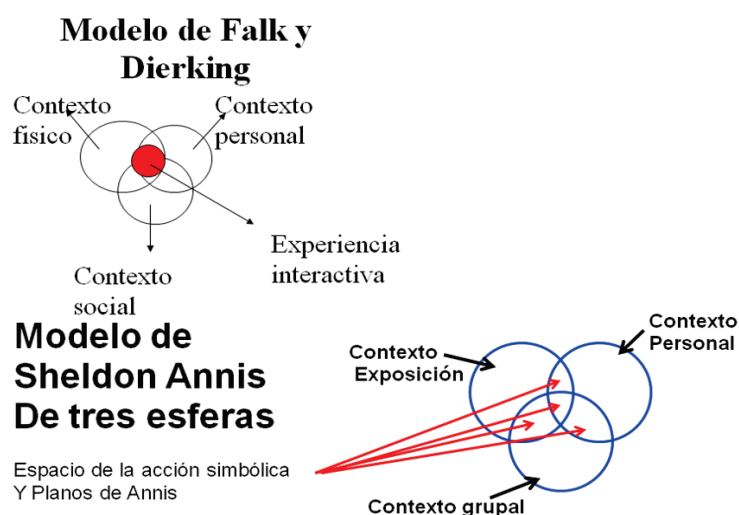 Modelo de Falk y
Dierking
Contexto
fisico
Contexto
personal
Experiencia
interactiva
Contexto
social
Modelo de
Sheldon Annis
De tres esferas
Espacio de la acción simbólica
Y Planos de Annis
Contexto
Exposición
Contexto
Personal
Contexto grupal